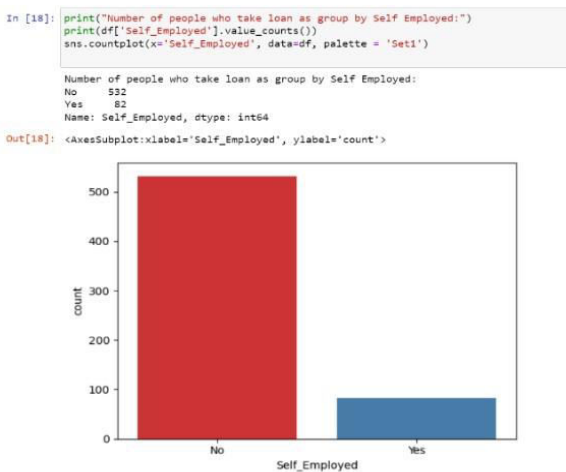 In [18]: print("Number of people who take loan as group by Self Employed:")
print(df['Self_Employed'].value_counts())
sns.countplot(x='Self_Employed', data=df, palette = 'Set1')
Number of people who take loan as group by Self Employed:
No 532
Yes 82
Name: Self_Employed, dtype: int64
Out[18]: <AxesSubplot:xlabel='Self_Employed', ylabel='count'>
500
400
300
200
100
0
count
No Yes
Self_Employed